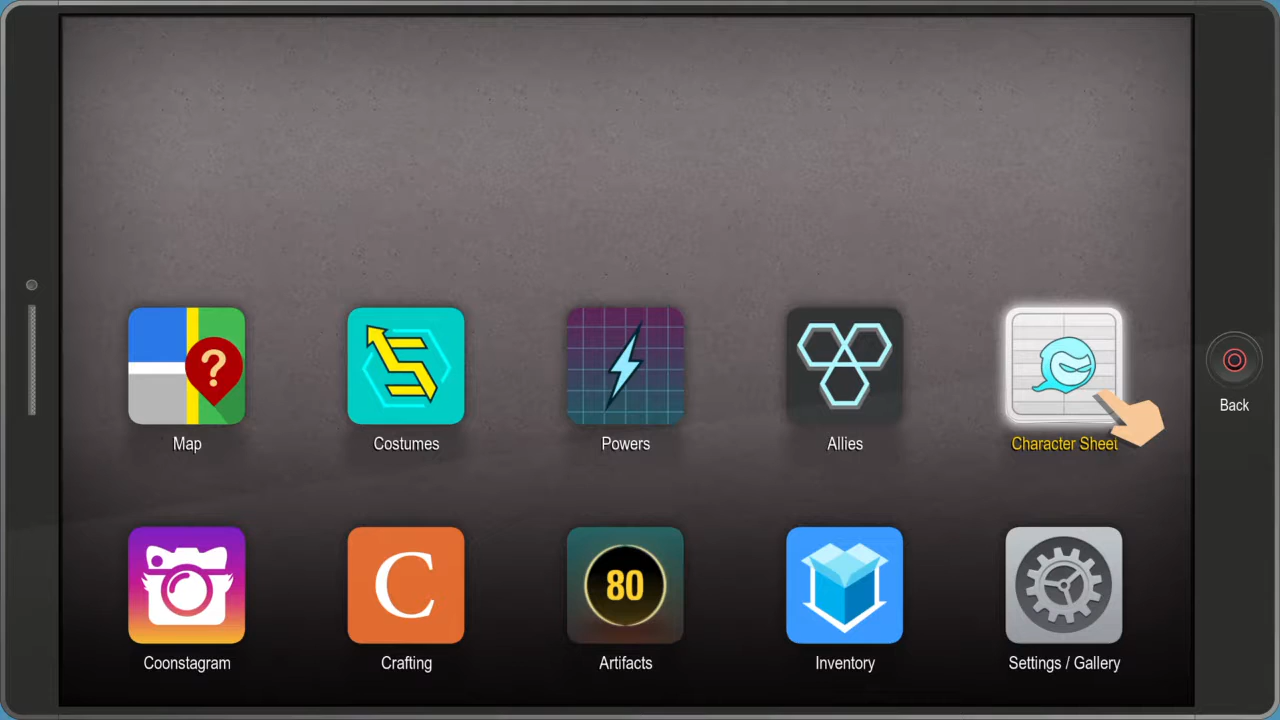 ?
Map
Costumes
Powers
Allies
Character Sheet
Back
C
80
Coonstagram
Crafting
Artifacts
Inventory
Settings / Gallery